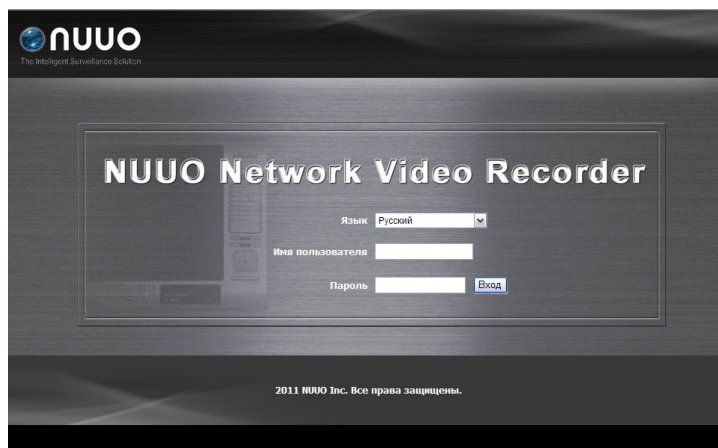 nuuo
The Intelligent Surveillance Solution
NUUO Network Video Recorder
Язык Русский
Имя пользователя
Пароль Вход
2011 NUUO Inc. Все права защищены.